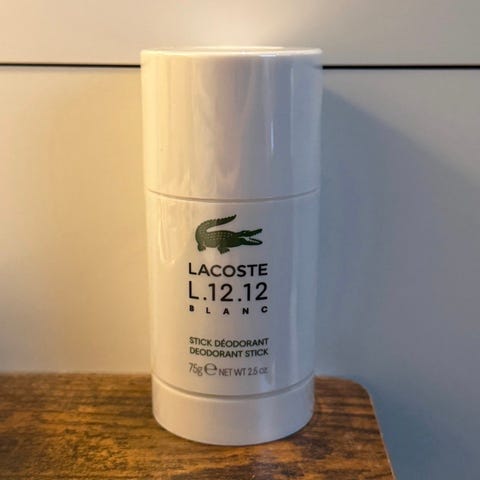 LACOSTE
L.12.12
BLANC
STICK DÉODORANT
DEODORANT STICK
75g ℮ NET WT 2.5 oz.